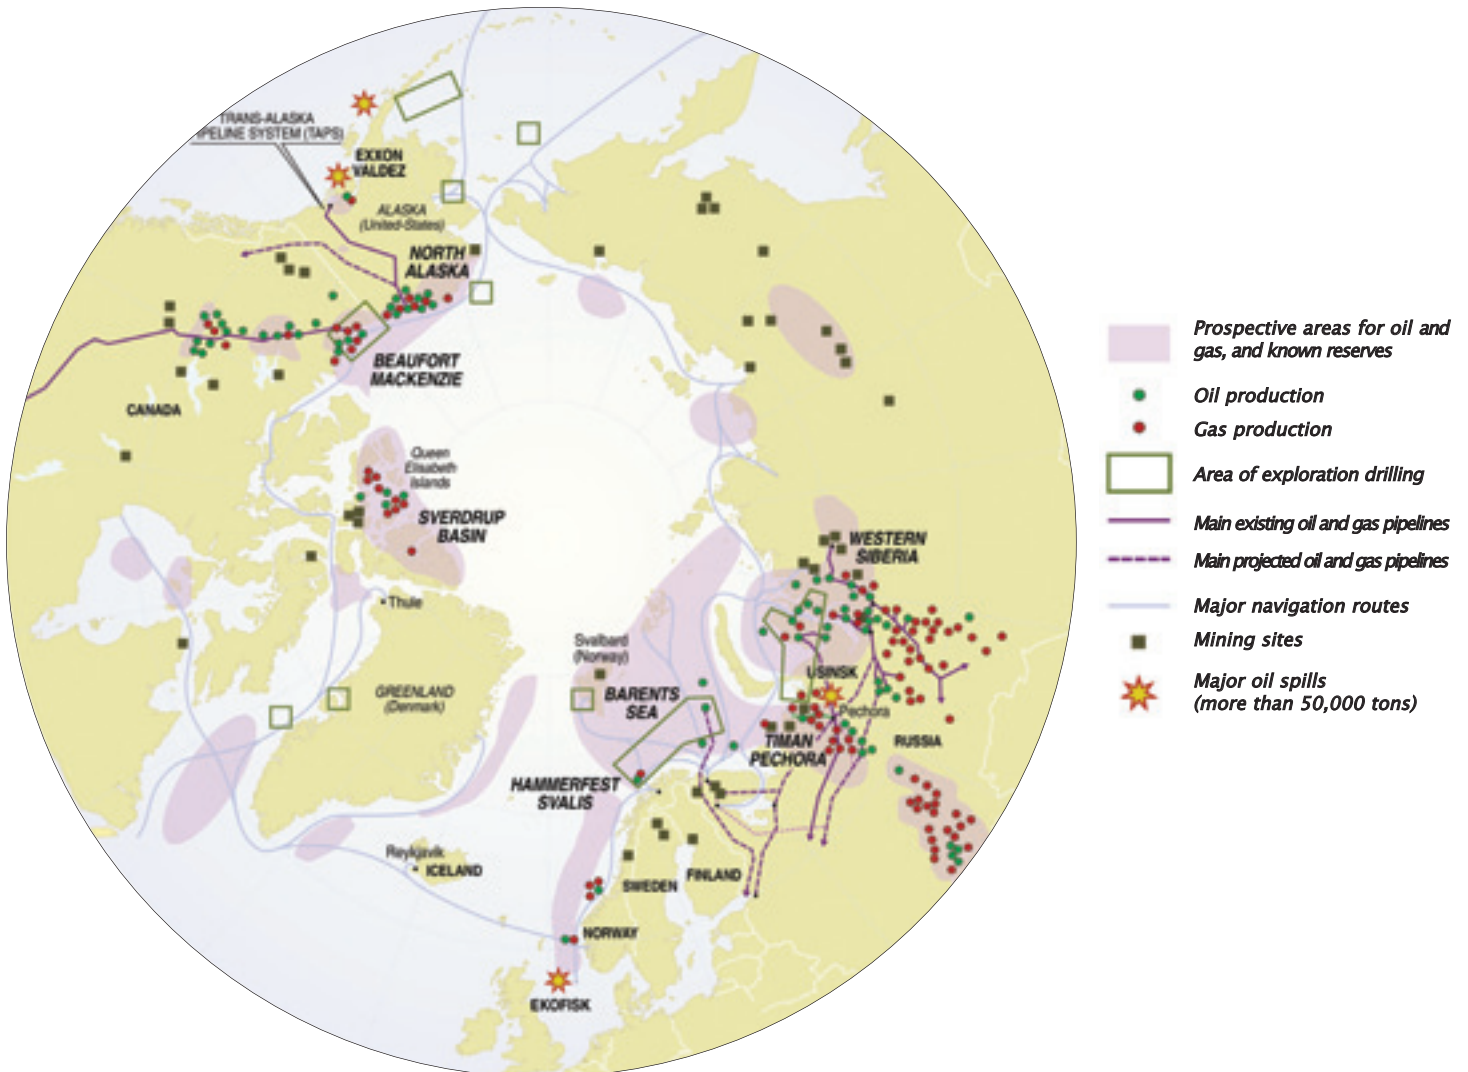 TRANS-ALASKA
IPELINE SYSTEM (TAPS)
EXXON
VALDEZ
ALASKA
(United-States)
NORTH
ALASKA
BEAUFORT
MACKENZIE
CANADA
Queen
Elisabeth
Islands
SVERDRUP
BASIN
WESTERN
SIBERIA
Thule
Svalbard
(Norway)
USINSK
GREENLAND
(Denmark)
BARENTS
SEA
Pechora
TIMAN
PECHORA
RUSSIA
HAMMERFEST
SVALIS
Reykjavik
ICELAND
SWEDEN
FINLAND
NORWAY
EKOFISK
Prospective areas for oil and
gas, and known reserves
Oil production
Gas production
Area of exploration drilling
Main existing oil and gas pipelines
Main projected oil and gas pipelines
Major navigation routes
Mining sites
Major oil spills
(more than 50,000 tons)